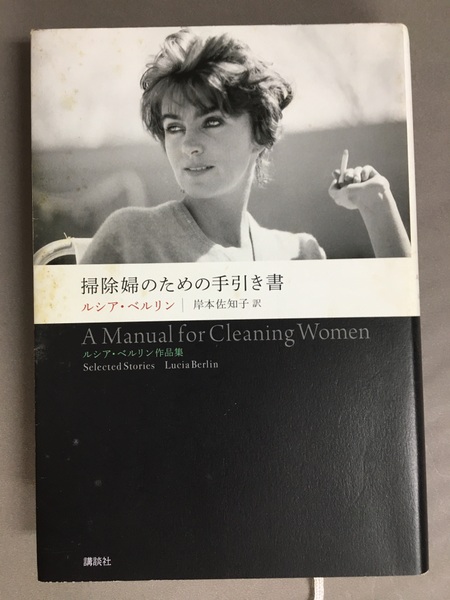 掃除婦のための手引き書
ルシア・ベルリン | 岸本佐知子 訳
A Manual for Cleaning Women
ルシア・ベルリン作品集
Selected Stories Lucia Berlin
講談社